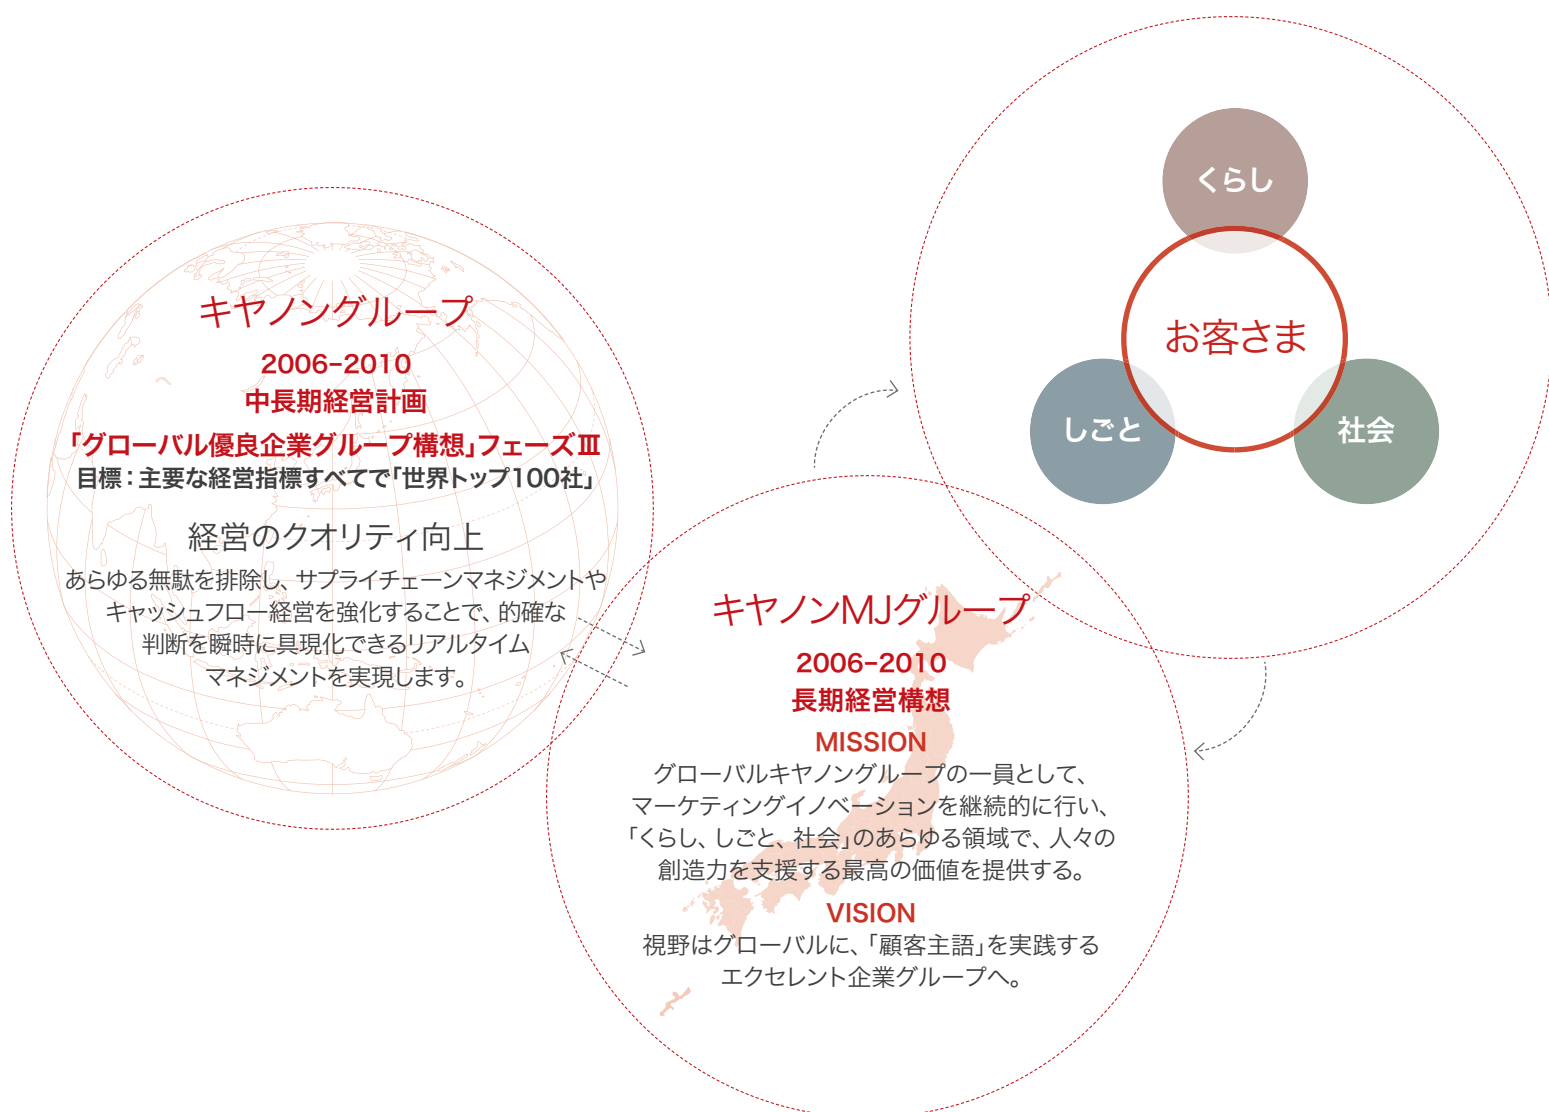 キヤノングループ
2006-2010
中長期経営計画
「グローバル優良企業グループ構想」フェーズⅢ
目標：主要な経営指標すべてで「世界トップ100社」
経営のクオリティ向上
あらゆる無駄を排除し、サプライチェーンマネジメントや
キャッシュフロー経営を強化することで、的確な
判断を瞬時に具現化できるリアルタイム
マネジメントを実現します。
くらし
お客さま
しごと
社会
キヤノンMJグループ
2006-2010
長期経営構想
MISSION
グローバルキヤノングループの一員として、
マーケティングイノベーションを継続的に行い、
「くらし、しごと、社会」のあらゆる領域で、人々の
創造力を支援する最高の価値を提供する。
VISION
視野はグローバルに、「顧客主語」を実践する
エクセレント企業グループへ。